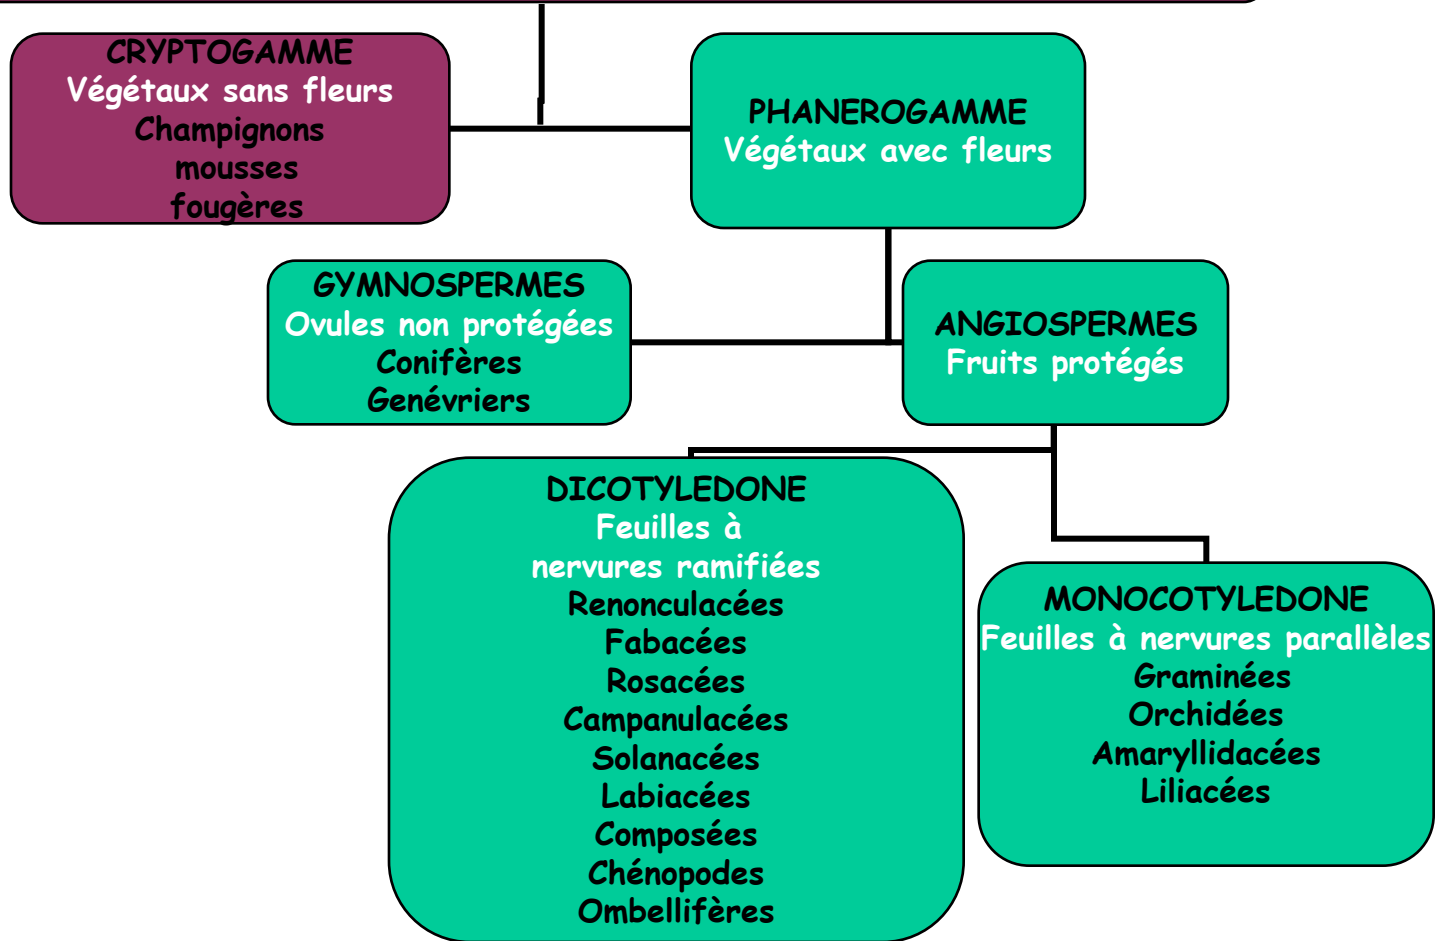 CRYPTOGAMME
Végétaux sans fleurs
Champignons
mousses
fougères
PHANEROGAMME
Végétaux avec fleurs
GYMNOSPERMES
Ovules non protégées
Conifères
Genévriers
ANGIOSPERMES
Fruits protégés
DICOTYLEDONE
Feuilles à
nervures ramifiées
Renonculacées
Fabacées
Rosacées
Campanulacées
Solanacées
Labiacées
Composées
Chénopodes
Ombellifères
MONOCOTYLEDONE
Feuilles à nervures parallèles
Graminées
Orchidées
Amaryllidacées
Liliacées